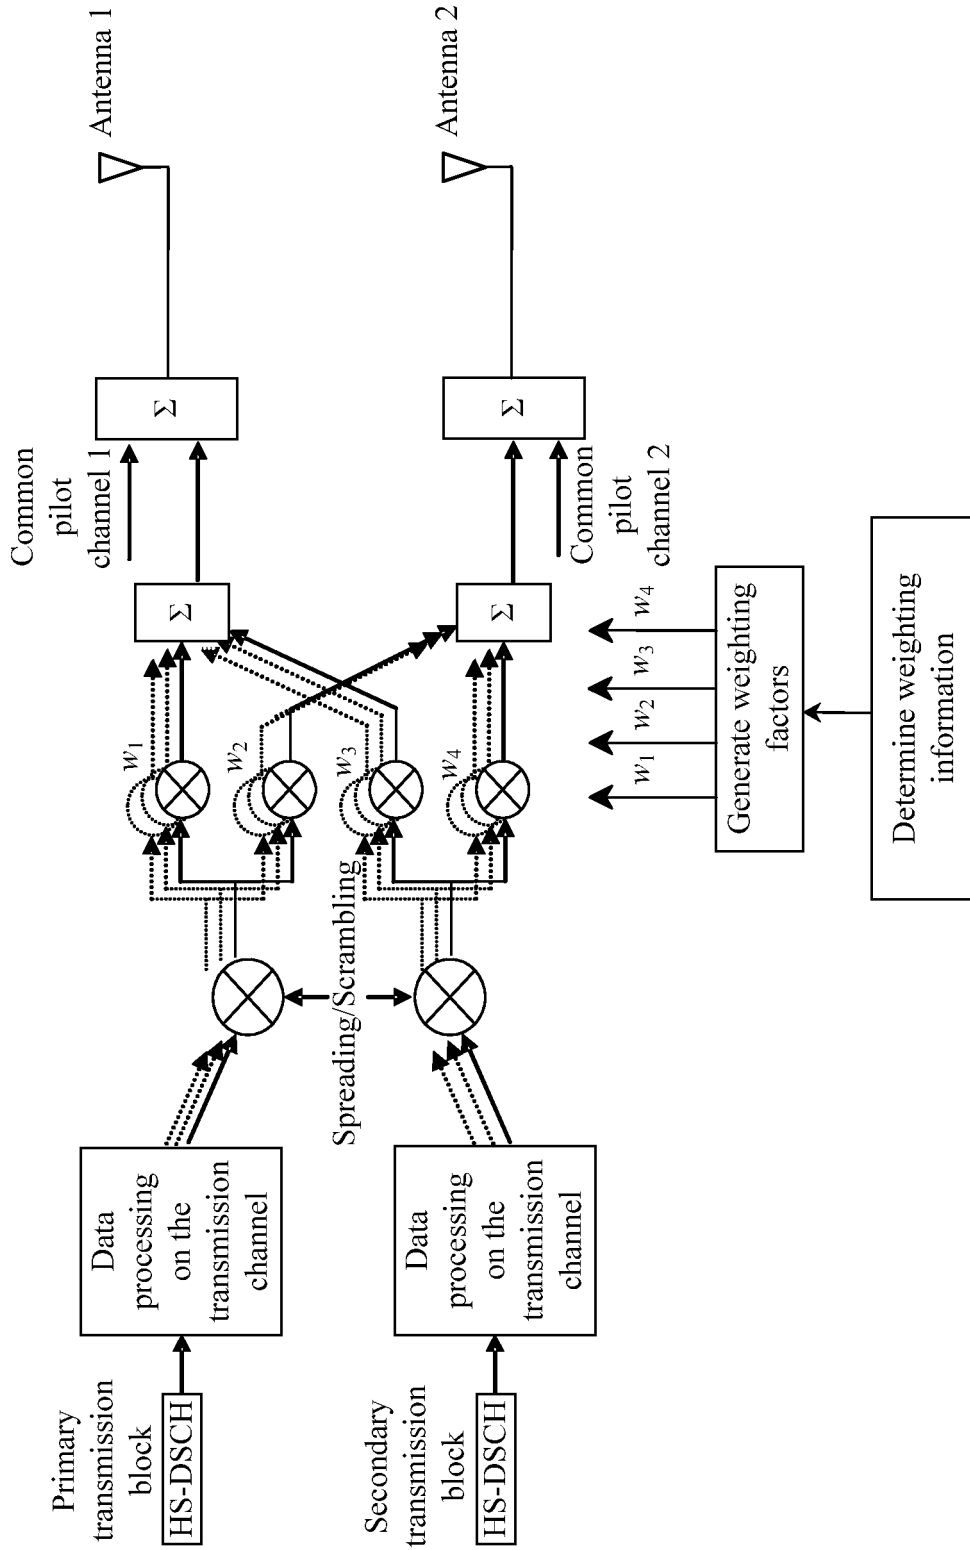 Primary
transmission
block
HS-DSCH
Data
processing
on the
transmission
channel
Spreading/Scrambling
w1
w2
w3
w4
Σ
Common
pilot
channel 1
Σ
Antenna 1
Secondary
transmission
block
HS-DSCH
Data
processing
on the
transmission
channel
Σ
Common
pilot
channel 2
Σ
Antenna 2
w1
w2
w3
w4
Generate weighting
factors
Determine weighting
information